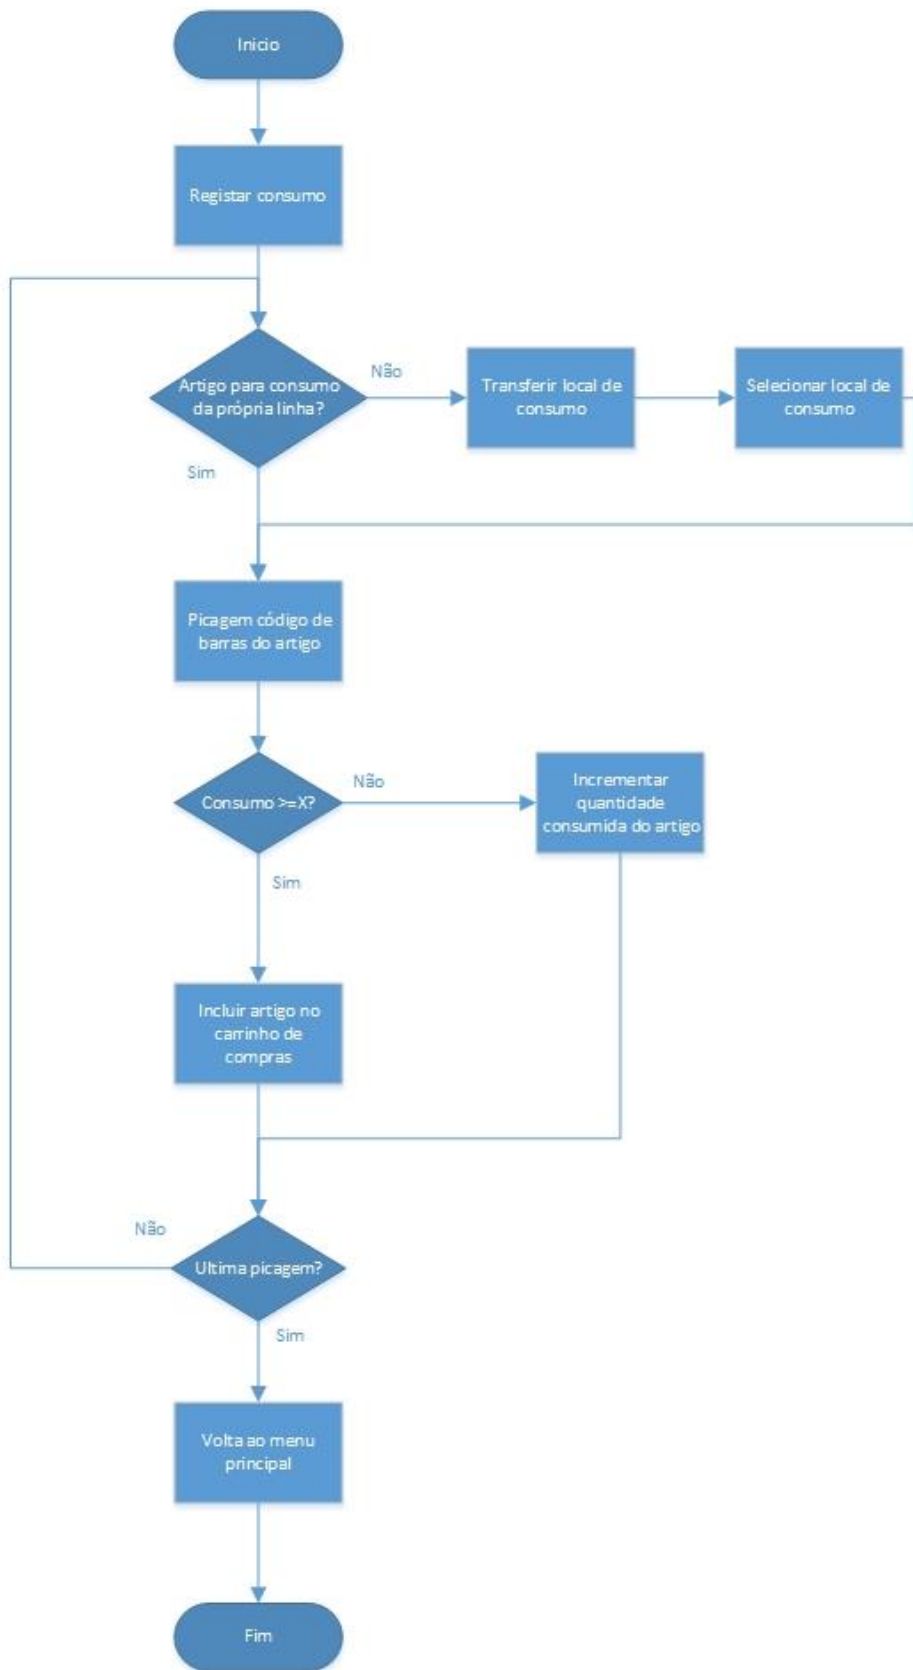 Inicio
Registar consumo
Artigo para consumo
da própria linha?
Não
Transferir local de
consumo
Selecionar local de
consumo
Sim
Picagem código de
barras do artigo
Consumo >=X?
Não
Incrementar
quantidade
consumida do artigo
Sim
Incluir artigo no
carrinho de
compras
Não
Ultima picagem?
Sim
Volta ao menu
principal
Fim